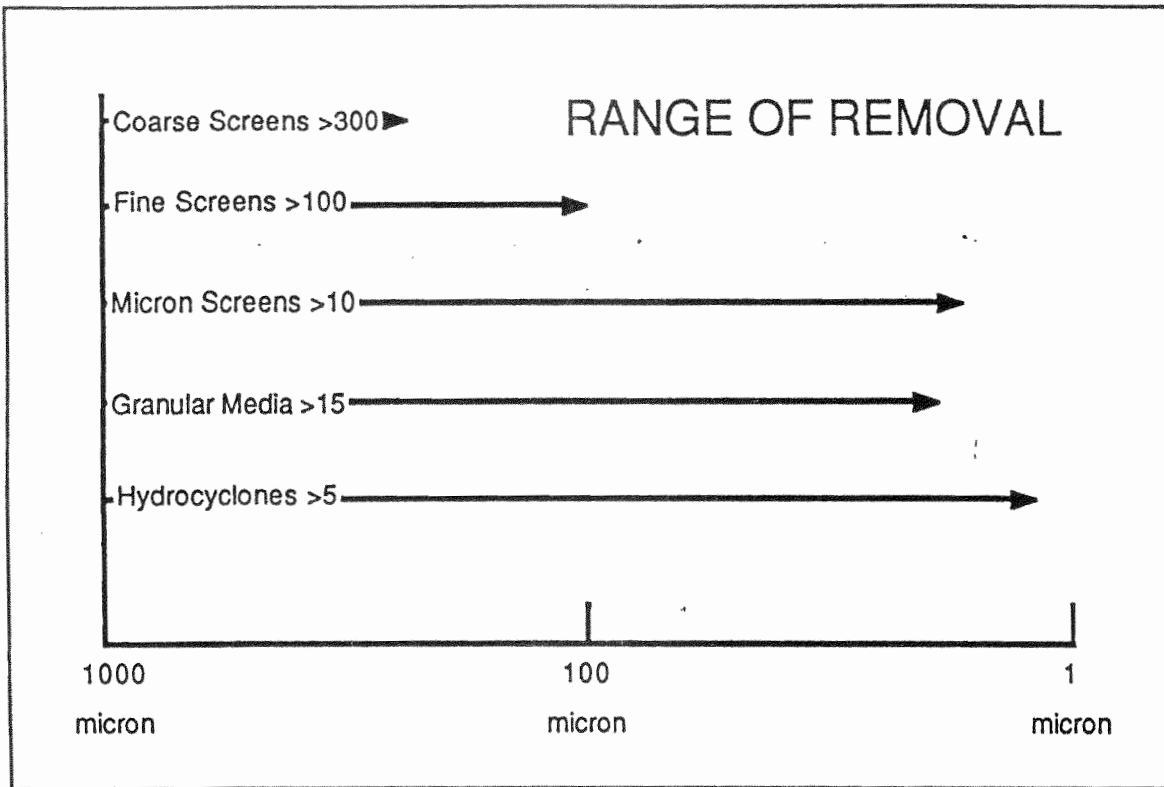 RANGE OF REMOVAL
Coarse Screens >300
Fine Screens >100
Micron Screens >10
Granular Media >15
Hydrocyclones >5
1000 100 1
micron micron micron